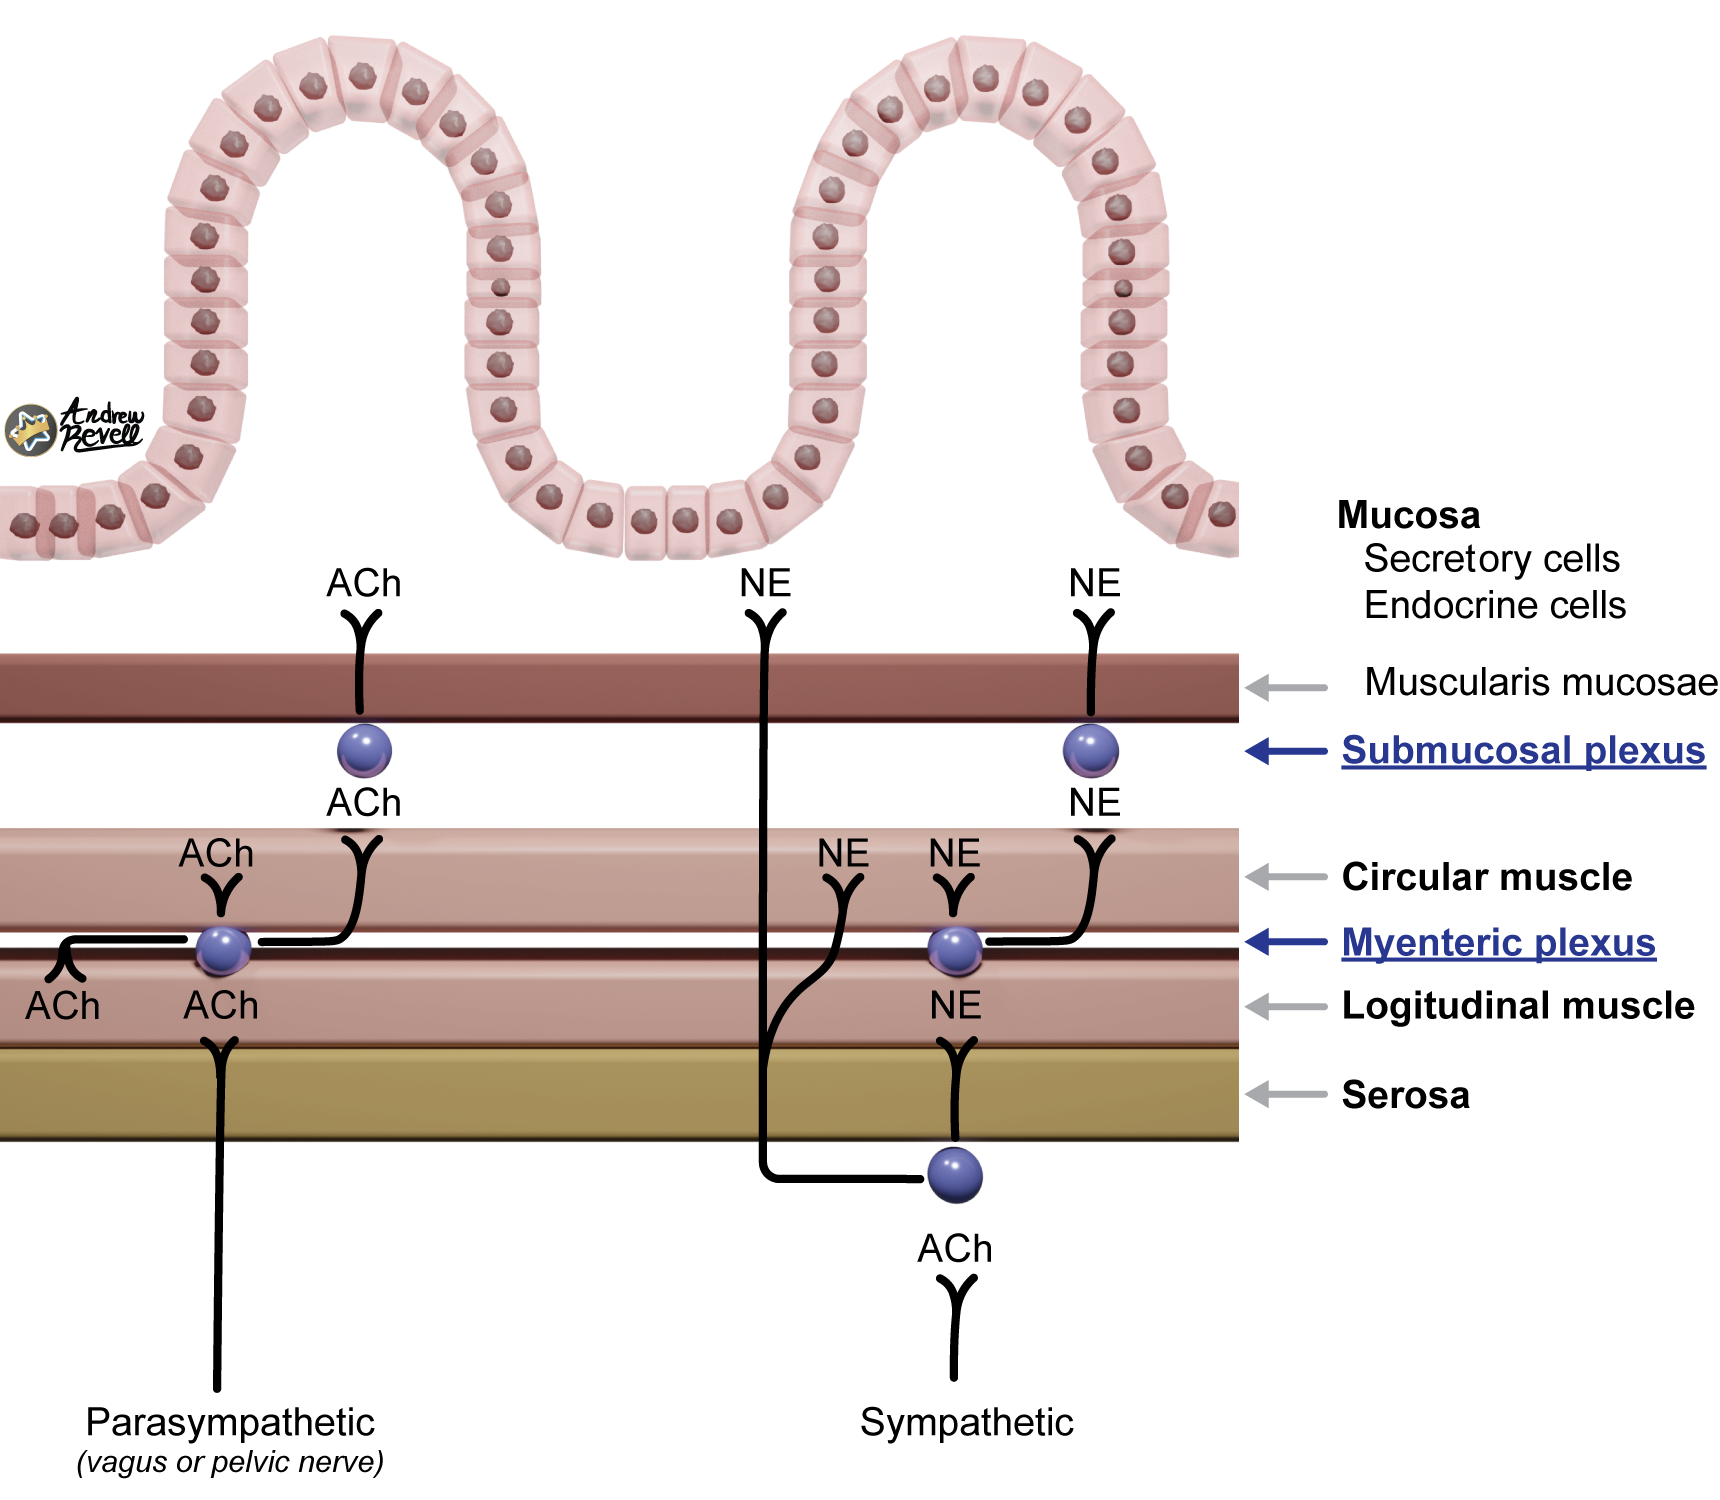 Andrew
Revell
Mucosa
Secretory cells
Endocrine cells
ACh
NE
NE
Muscularis mucosae
Submucosal plexus
ACh
NE
ACh
NE
NE
Circular muscle
Myenteric plexus
ACh
ACh
NE
Logitudinal muscle
Serosa
ACh
Parasympathetic
(vagus or pelvic nerve)
Sympathetic